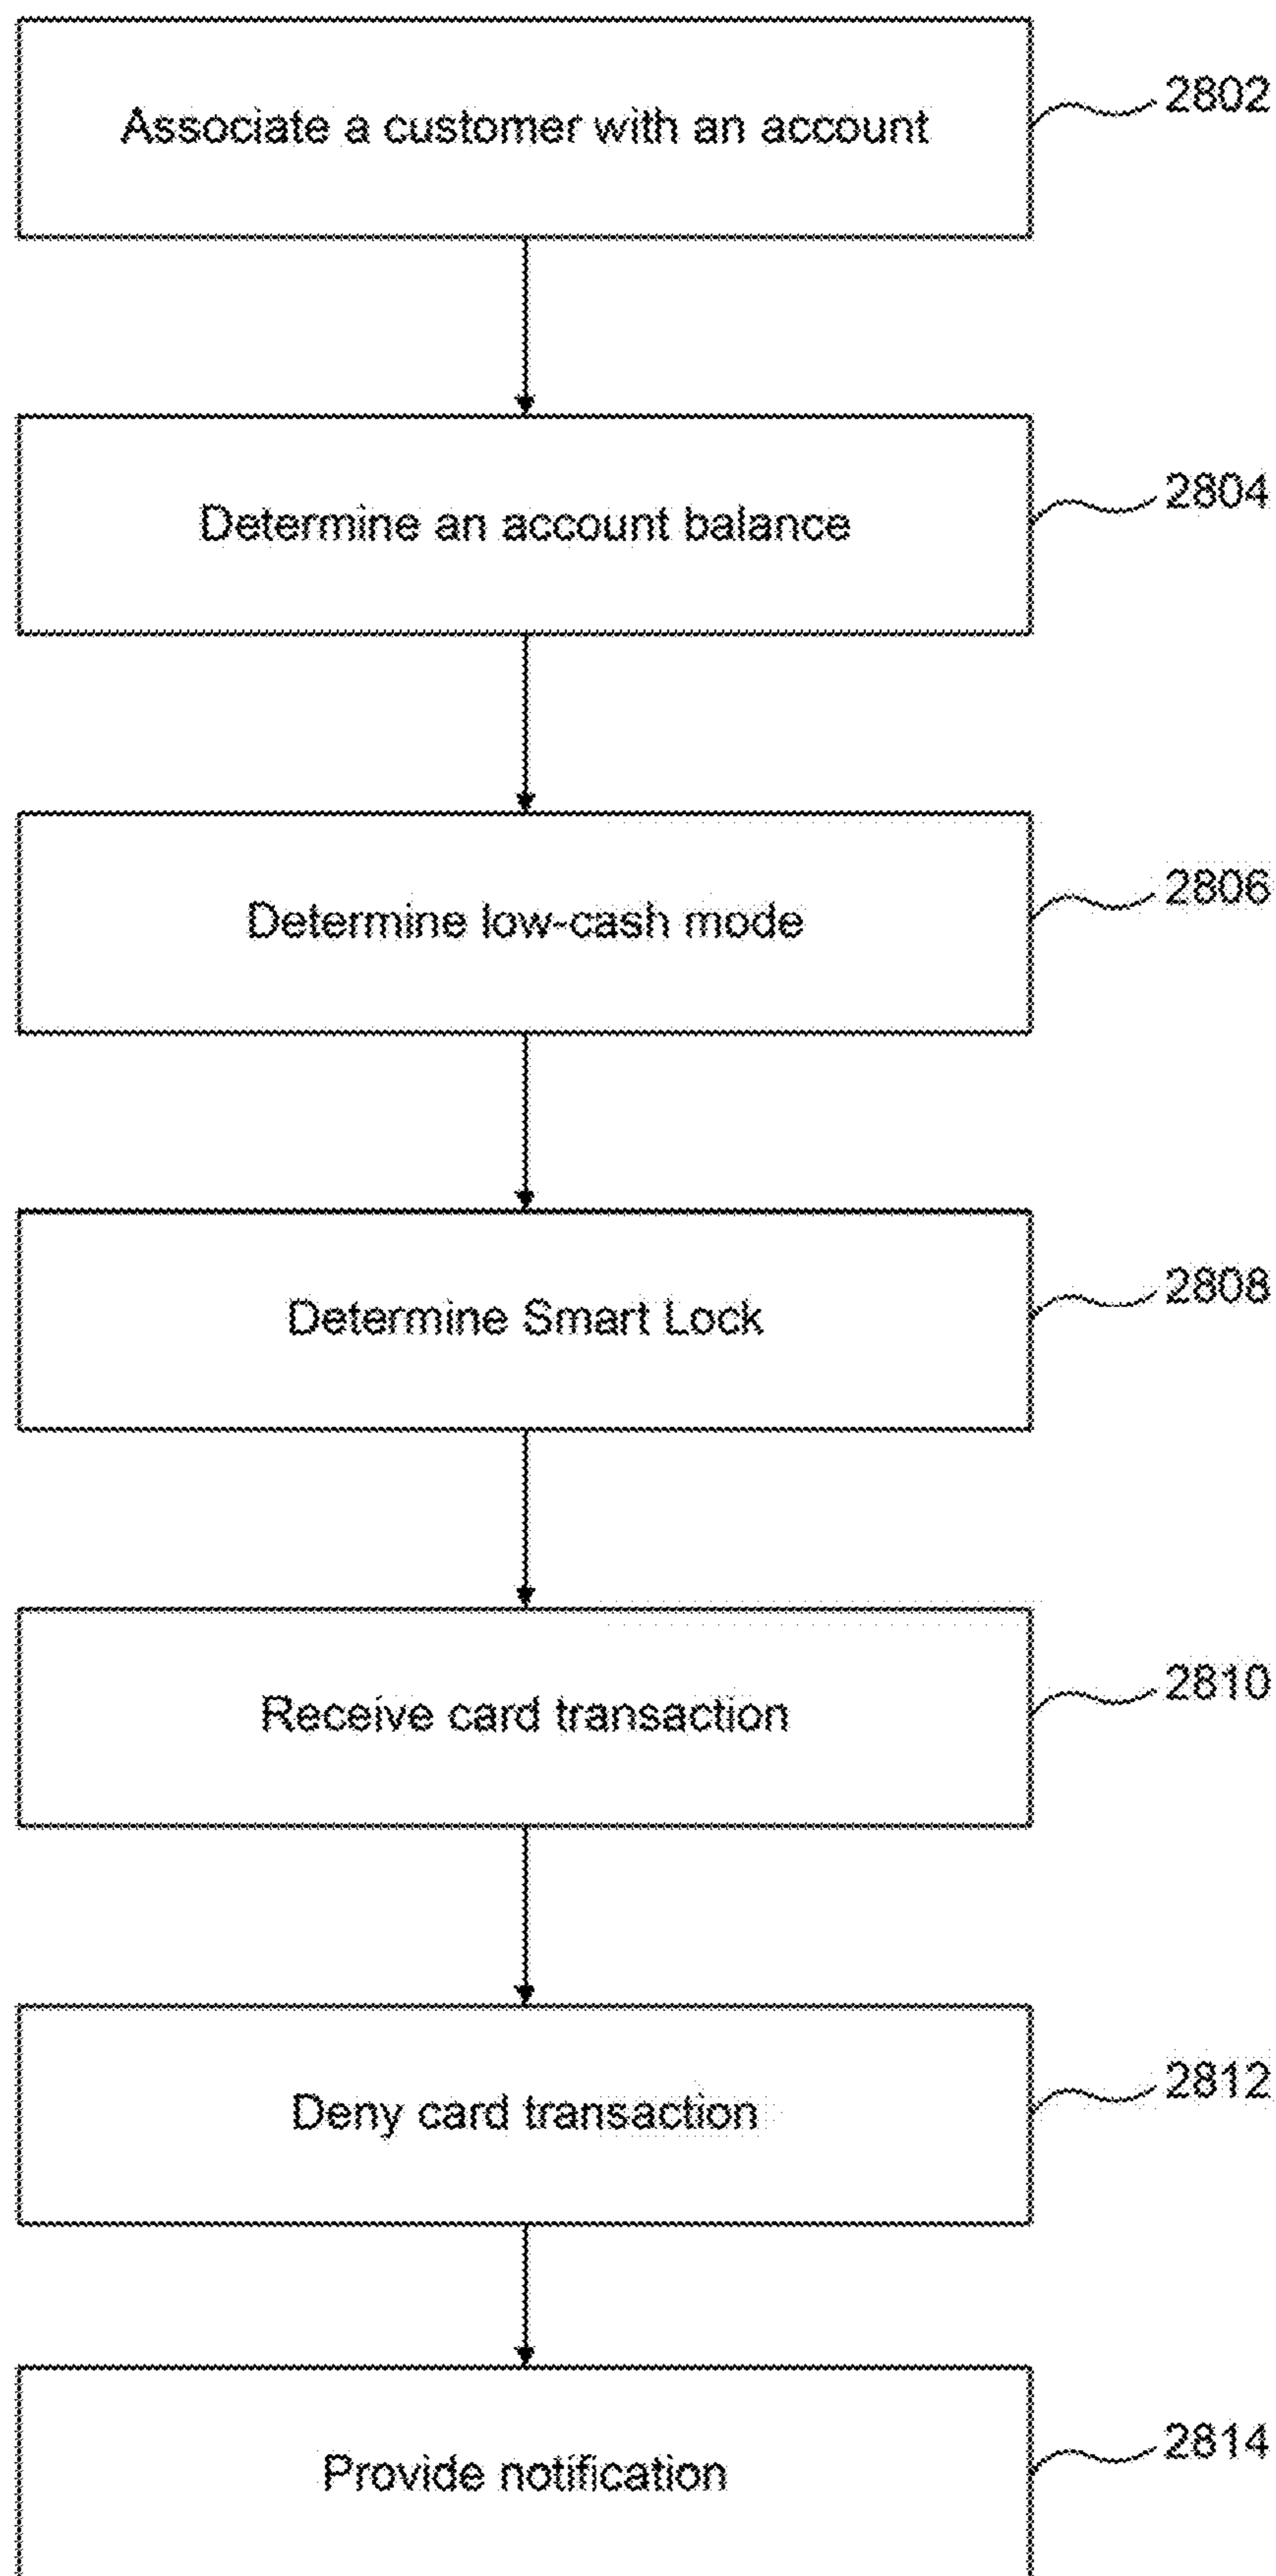 Associate a customer with an account
2802
Determine an account balance
2804
Determine low-cash mode
2806
Determine Smart Lock
2808
Receive card transaction
2810
Deny card transaction
2812
Provide notification
2814